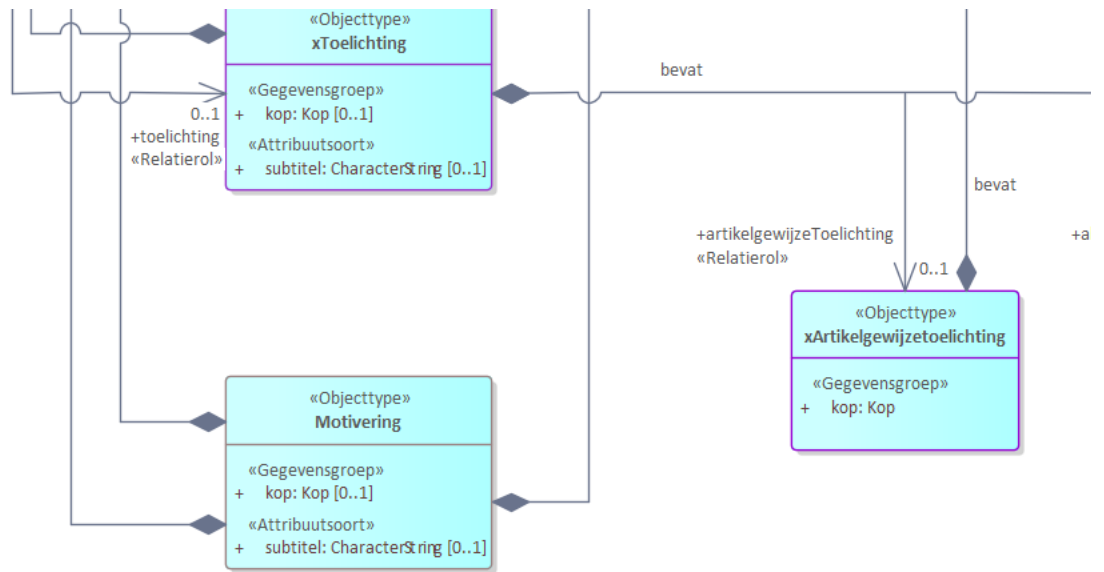 «Objecttype»
xToelichting
«Gegevensgroep»
+ kop: Kop [0..1]
«Attribuutsoort»
+ subtitel: CharacterString [0..1]
0..1
+toelichting
«Relatierol»
bevat
bevat
+artikelgewijzeToelichting
«Relatierol»
0..1
+a
«Objecttype»
xArtikelgewijzetoelichting
«Gegevensgroep»
+ kop: Kop
«Objecttype»
Motivering
«Gegevensgroep»
+ kop: Kop [0..1]
«Attribuutsoort»
+ subtitel: CharacterString [0..1]